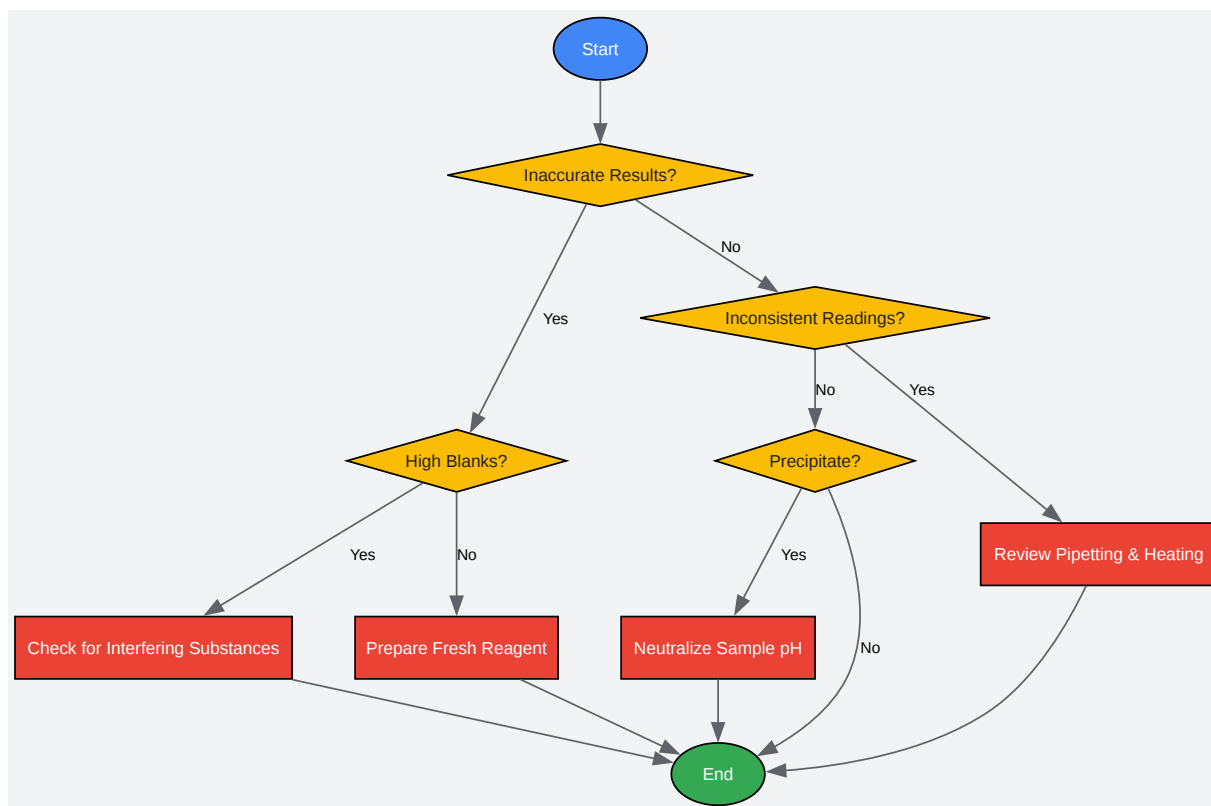 Start
Inaccurate Results?
No
Yes
Inconsistent Readings?
No
Yes
High Blanks?
Precipitate?
Yes
No
Yes
Review Pipetting & Heating
Check for Interfering Substances
Prepare Fresh Reagent
Neutralize Sample pH
No
End